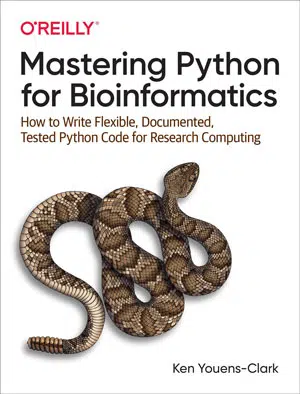 O'REILLY®
Mastering Python
for Bioinformatics
How to Write Flexible, Documented,
Tested Python Code for Research Computing
Ken Youens-Clark